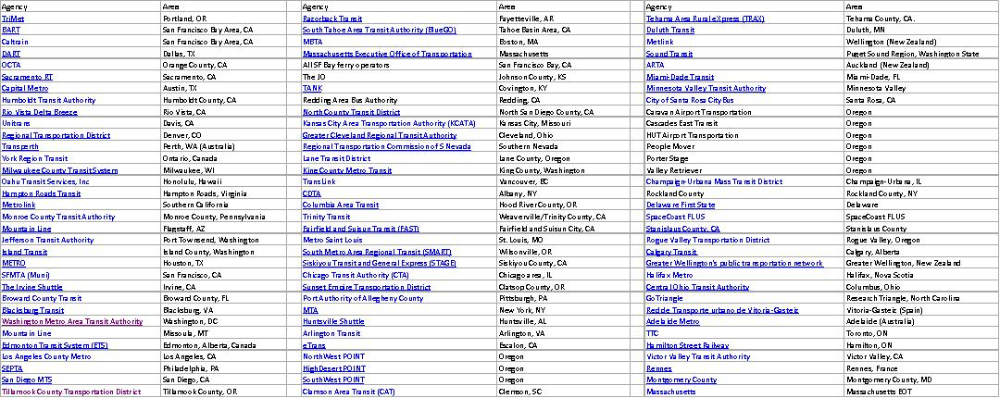 Agency Area Agency Area Agency Area
TriMet Portland, OR Razorback Transit Fayetteville, AR Tehama Area Rural eXpress (TRAX) Tehama County, CA.
BART San Francisco Bay Area, CA South Tahoe Area Transit Authority (BlueGO) Tahoe Basin Area, CA Duluth Transit Duluth, MN
Caltrain San Francisco Bay Area, CA MBTA Boston, MA Metlink Wellington (New Zealand)
DART Dallas, TX Massachusetts Executive Office of Transportation Massachusetts Sound Transit Puget Sound Region, Washington State
OCTA Orange County, CA All SF Bay ferry operators San Francisco Bay, CA ARTA Auckland (New Zealand)
Sacramento RT Sacramento, CA The JO Johnson County, KS Miami-Dade Transit Miami-Dade, FL
Capital Metro Austin, TX TANK Covington, KY Minnesota Valley Transit Authority Minnesota Valley
Humboldt Transit Authority Humboldt County, CA Redding Area Bus Authority Redding, CA City of Santa Rosa CityBus Santa Rosa, CA
Rio Vista Delta Breeze Rio Vista, CA North County Transit District North San Diego County, CA Caravan Airport Transportation Oregon
Unitrans Davis, CA Kansas City Area Transportation Authority (KCATA) Kansas City, Missouri Cascades East Transit Oregon
Regional Transportation District Denver, CO Greater Cleveland Regional Transit Authority Cleveland, Ohio HUT Airport Transportation Oregon
Transperth Perth, WA (Australia) Regional Transportation Commission of S Nevada Southern Nevada People Mover Oregon
York Region Transit Ontario, Canada Lane Transit District Lane County, Oregon Porter Stage Oregon
Milwaukee County Transit System Milwaukee, WI King County Metro Transit King County, Washington Valley Retriever Oregon
Oahu Transit Services, Inc Honolulu, Hawaii TransLink Vancouver, BC Champaign-Urbana Mass Transit District Champaign-Urbana, IL
Hampton Roads Transit Hampton Roads, Virginia CDTA Albany, NY Rockland County Rockland County, NY
Metrolink Southern California Columbia Area Transit Hood River County, OR Delaware First State Delaware
Monroe County Transit Authority Monroe County, Pennsylvania Trinity Transit Weaverville/Trinity County, CA SpaceCoast FLUS SpaceCoast FLUS
Mountain Line Flagstaff, AZ Fairfield and Suisun Transit (FAST) Fairfield and Suisun City, CA Stanislaus County, CA Stanislaus County
Jefferson Transit Authority Port Townsend, Washington Metro Saint Louis St. Louis, MO Rogue Valley Transportation District Rogue Valley, Oregon
Island Transit Island County, Washington South Metro Area Regional Transit (SMART) Wilsonville, OR Calgary Transit Calgary, Alberta
METRO Houston, TX Siskiyou Transit and General Express (STAGE) Siskiyou County, CA Greater Wellington's public transportation network Greater Wellington, New Zealand
SFMTA (Muni) San Francisco, CA Chicago Transit Authority (CTA) Chicago area, IL Halifax Metro Halifax, Nova Scotia
The Irvine Shuttle Irvine, CA Sunset Empire Transportation District Clatsop County, OR Central Ohio Transit Authority Columbus, Ohio
Broward County Transit Broward County, FL Port Authority of Allegheny County Pittsburgh, PA GoTriangle Research Triangle, North Carolina
Blacksburg Transit Blacksburg, VA MTA New York, NY Red de Transporte urbano de Vitoria-Gasteiz Vitoria-Gasteiz (Spain)
Washington Metro Area Transit Authority Washington, DC Huntsville Shuttle Huntsville, AL Adelaide Metro Adelaide (Australia)
Mountain Line Missoula, MT Arlington Transit Arlington, VA TTC Toronto, ON
Edmonton Transit System (ETS) Edmonton, Alberta, Canada eTrans Escalon, CA Hamilton Street Railway Hamilton, ON
Los Angeles County Metro Los Angeles, CA NorthWest POINT Oregon Victor Valley Transit Authority Victor Valley, CA
SEPTA Philadelphia, PA HighDesert POINT Oregon Rennes Rennes, France
San Diego MTS San Diego, CA SouthWest POINT Oregon Montgomery County Montgomery County, MD
Tillamook County Transportation District Tillamook County, OR Clemson Area Transit (CAT) Clemson, SC Massachusetts Massachusetts EOT